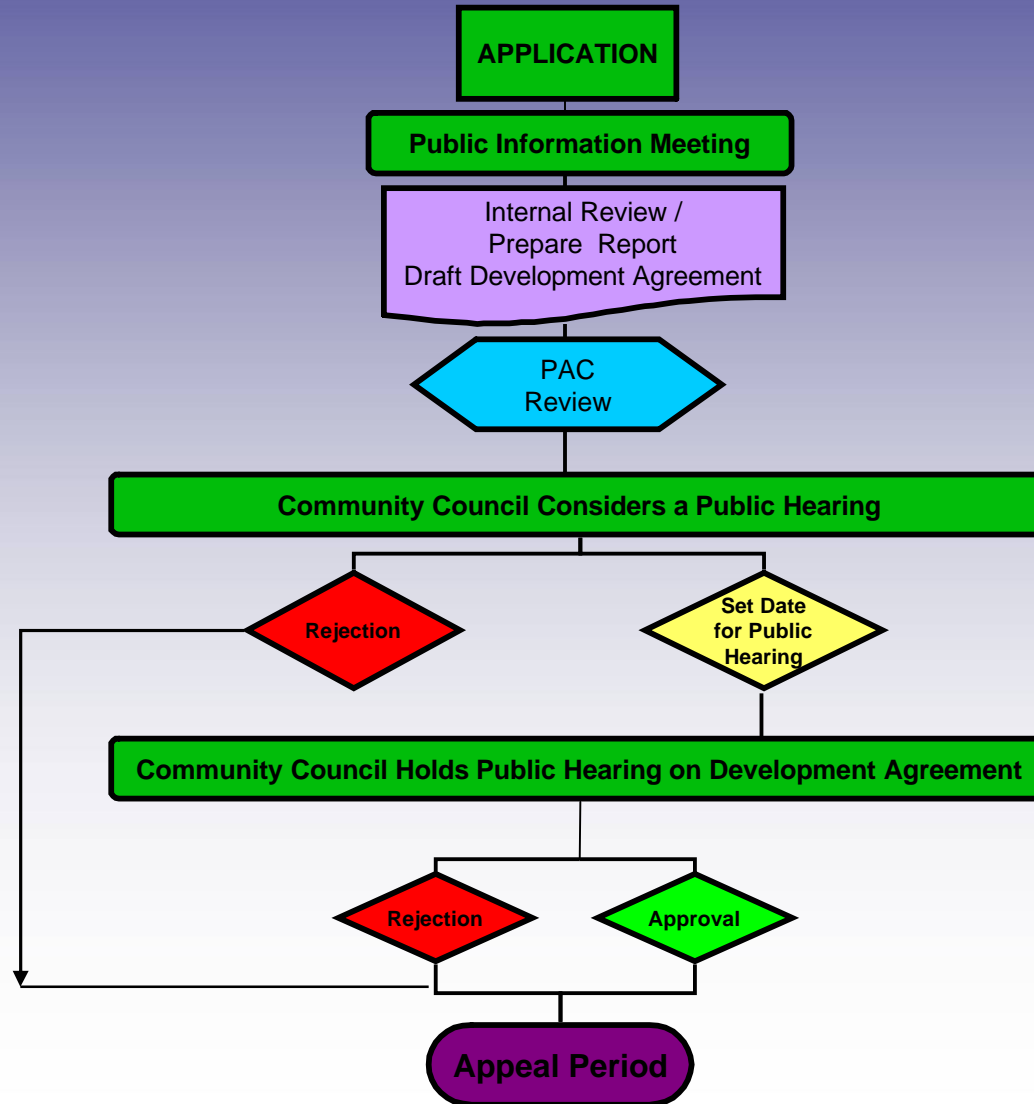 APPLICATION
Public Information Meeting
Internal Review /
Prepare Report
Draft Development Agreement
PAC
Review
Community Council Considers a Public Hearing
Rejection
Set Date
for Public
Hearing
Community Council Holds Public Hearing on Development Agreement
Rejection
Approval
Appeal Period